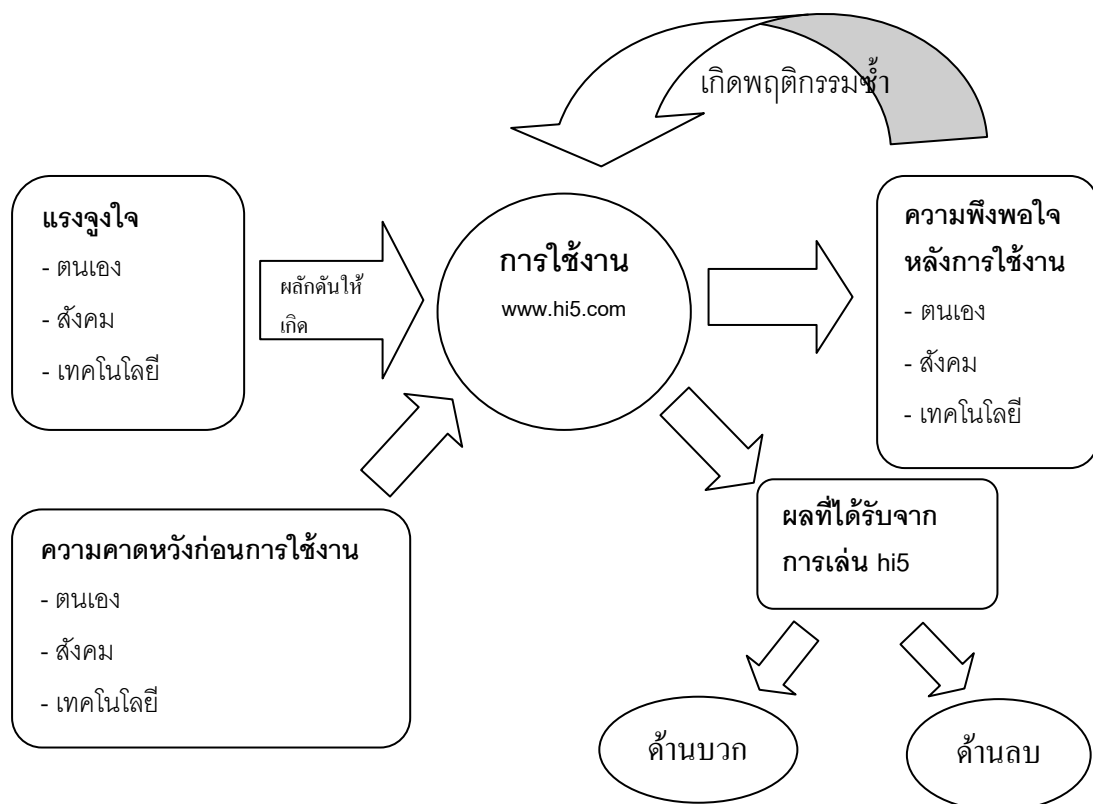 เกิดพฤติกรรมซ้ำ
แรงจูงใจ
- ตนเอง
- สังคม
- เทคโนโลยี
ผลักดันให้
เกิด
การใช้งาน
www.hi5.com
ความพึงพอใจ
หลังการใช้งาน
- ตนเอง
- สังคม
- เทคโนโลยี
ความคาดหวังก่อนการใช้งาน
- ตนเอง
- สังคม
- เทคโนโลยี
ผลที่ได้รับจาก
การเล่น hi5
ด้านบวก
ด้านลบ